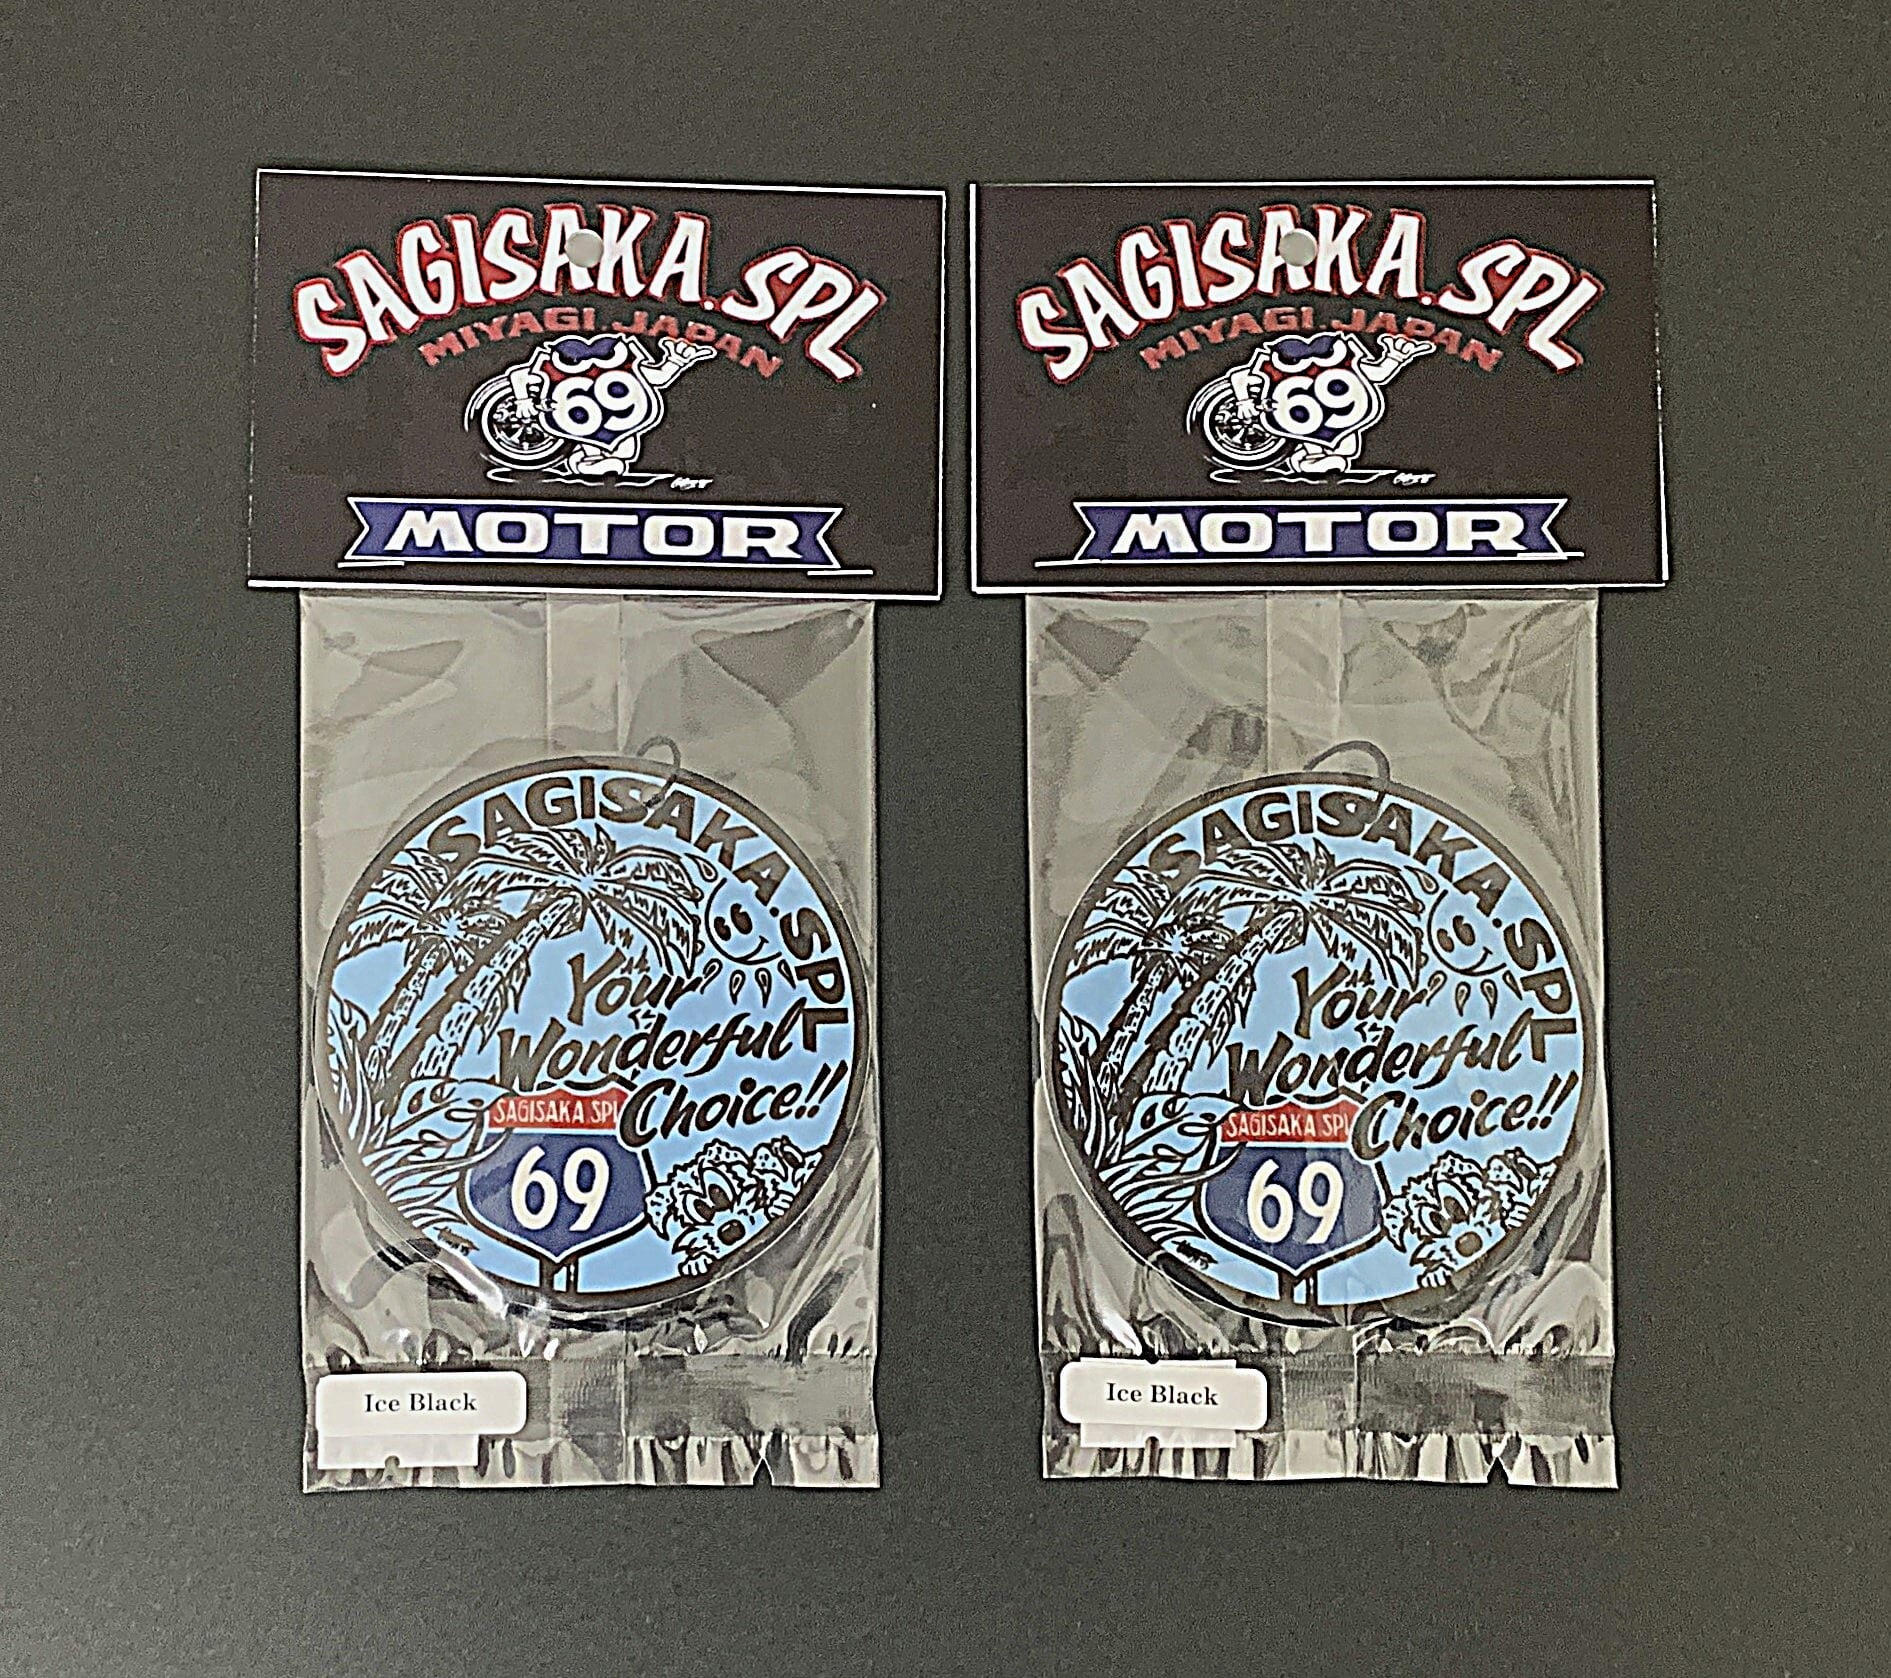 SAGISAKA.SPL
MIYAGI JAPAN
69
MOTOR
SAGISAKA.SPL
Your
Wonderful
Choice!!
SAGISAKA SPL
69
Ice Black
SAGISAKA.SPL
MIYAGI JAPAN
69
MOTOR
SAGISAKA.SPL
Your
Wonderful
Choice!!
SAGISAKA SPL
69
Ice Black